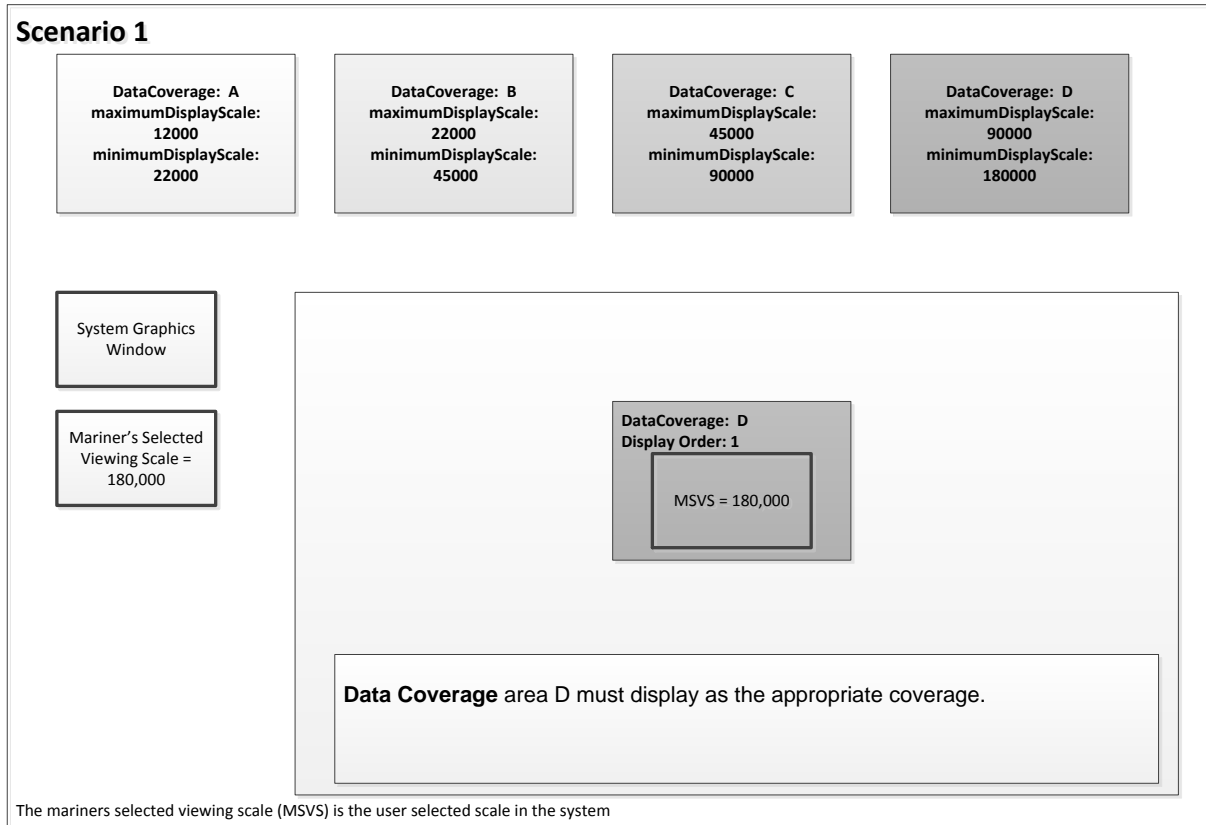 Scenario 1
DataCoverage: A
maximumDisplayScale:
12000
minimumDisplayScale:
22000
DataCoverage: B
maximumDisplayScale:
22000
minimumDisplayScale:
45000
DataCoverage: C
maximumDisplayScale:
45000
minimumDisplayScale:
90000
DataCoverage: D
maximumDisplayScale:
90000
minimumDisplayScale:
180000
System Graphics
Window
Mariner’s Selected
Viewing Scale =
180,000
DataCoverage: D
Display Order: 1
MSVS = 180,000
Data Coverage area D must display as the appropriate coverage.
The mariners selected viewing scale (MSVS) is the user selected scale in the system